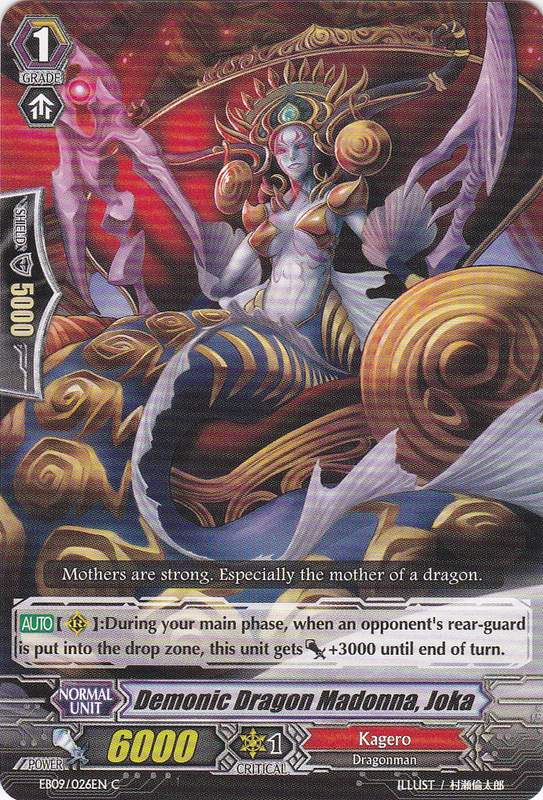 1
GRADE
SHIELD
5000
Mothers are strong. Especially the mother of a dragon.
AUTO [ ]:During your main phase, when an opponent's rear-guard
is put into the drop zone, this unit gets +3000 until end of turn.
NORMAL
UNIT
Demonic Dragon Madonna, Joka
POWER
6000
1
CRITICAL
Kagero
Dragonman
EB09/026EN C
ILLUST / 村瀬倫太郎